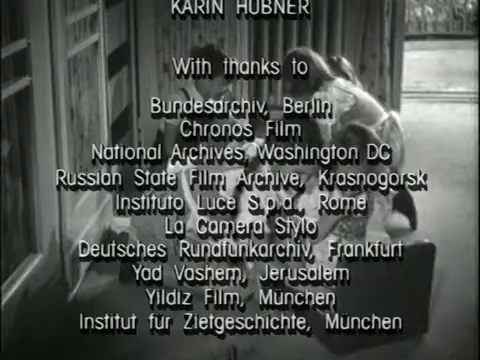 KARIN HÜBNER
With thanks to
Bundesarchiv, Berlin
Chronos Film
National Archives, Washington DC
Russian State Film Archive, Krasnogorsk
Instituto Luce S.p.a., Rome
La Camera Stylo
Deutsches Rundfunkarchiv, Frankfurt
Yad Vashem, Jerusalem
Yildiz Film, München
Institut für Zietgeschichte, München